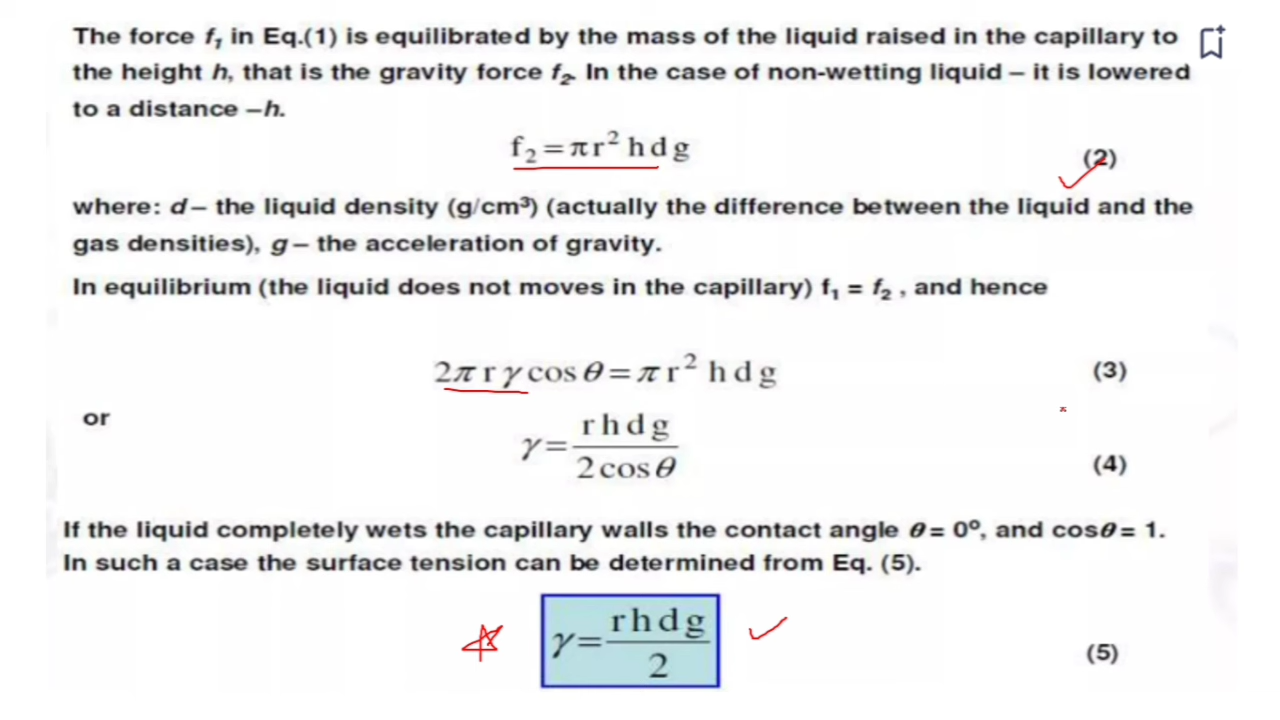 The force f₁ in Eq.(1) is equilibrated by the mass of the liquid raised in the capillary to
the height h, that is the gravity force f₂. In the case of non-wetting liquid – it is lowered
to a distance –h.
f₂ = πr² h d g (2)
where: d – the liquid density (g/cm³) (actually the difference between the liquid and the
gas densities), g – the acceleration of gravity.
In equilibrium (the liquid does not moves in the capillary) f₁ = f₂ , and hence
2π r γ cos θ = π r² h d g (3)
or
γ = r h d g / 2 cos θ (4)
If the liquid completely wets the capillary walls the contact angle θ = 0º, and cosθ = 1.
In such a case the surface tension can be determined from Eq. (5).
γ = r h d g / 2 (5)